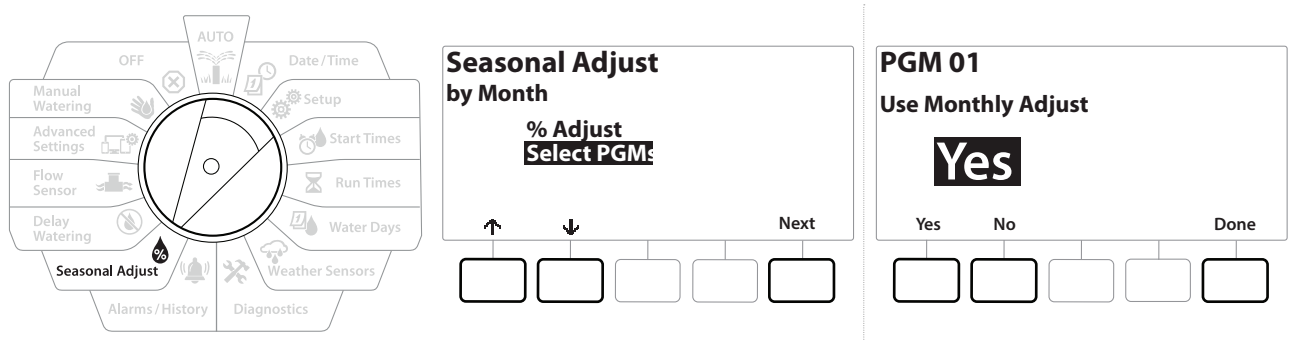 AUTO
OFF
Date / Time
Manual
Watering
Setup
Advanced
Settings
Start Times
Flow
Sensor
Run Times
Delay
Watering
Water Days
%
Seasonal Adjust
Weather Sensors
Alarms / History
Diagnostics
Seasonal Adjust
by Month
% Adjust
Select PGMs
Next
PGM 01
Use Monthly Adjust
Yes
Yes No Done